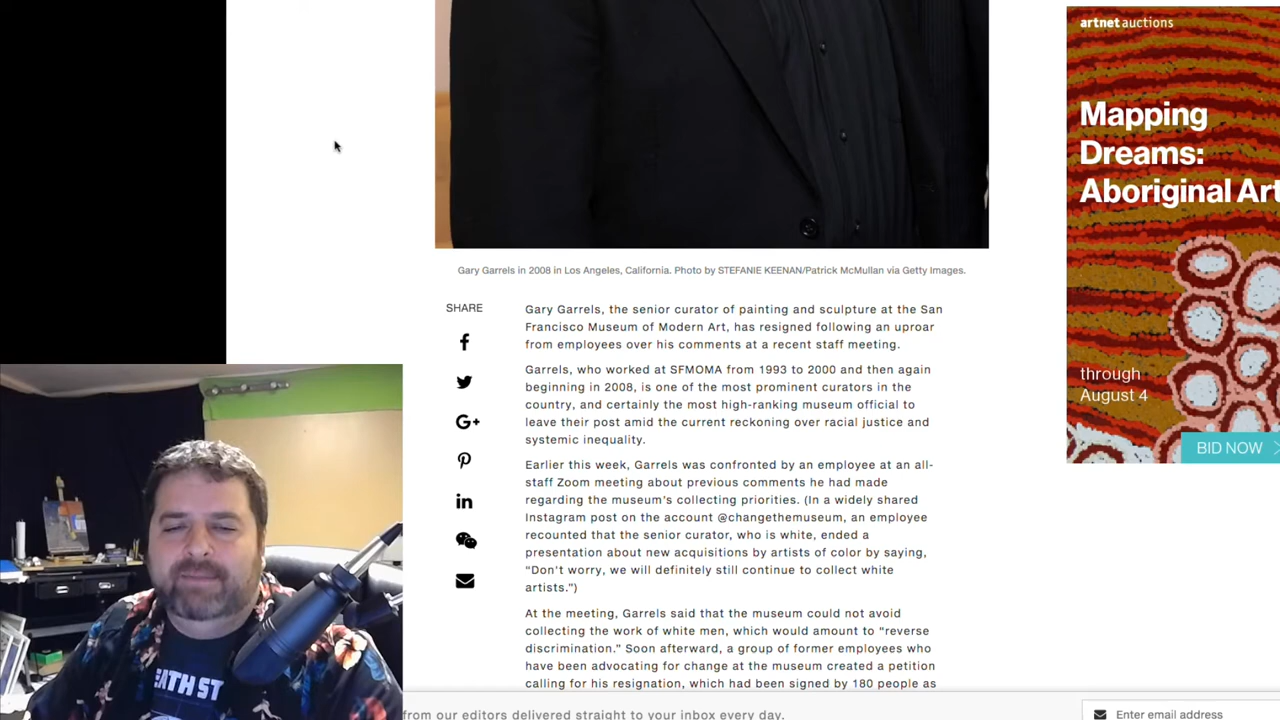 artnet auctions
Mapping
Dreams:
Aboriginal Art
through
August 4
BID NOW
Gary Garrels in 2008 in Los Angeles, California. Photo by STEFANIE KEENAN/Patrick McMullan via Getty Images.
SHARE
Gary Garrels, the senior curator of painting and sculpture at the San
Francisco Museum of Modern Art, has resigned following an uproar
from employees over his comments at a recent staff meeting.
Garrels, who worked at SFMOMA from 1993 to 2000 and then again
beginning in 2008, is one of the most prominent curators in the
country, and certainly the most high-ranking museum official to
leave their post amid the current reckoning over racial justice and
systemic inequality.
Earlier this week, Garrels was confronted by an employee at an all-
staff Zoom meeting about previous comments he had made
regarding the museum's collecting priorities. (In a widely shared
Instagram post on the account @changethemuseum, an employee
recounted that the senior curator, who is white, ended a
presentation about new acquisitions by artists of color by saying,
"Don't worry, we will definitely still continue to collect white
artists.")
At the meeting, Garrels said that the museum could not avoid
collecting the work of white men, which would amount to "reverse
discrimination." Soon afterward, a group of former employees who
have been advocating for change at the museum created a petition
calling for his resignation, which had been signed by 180 people as
from our editors delivered straight to your inbox every day.
Enter email address
EATH ST